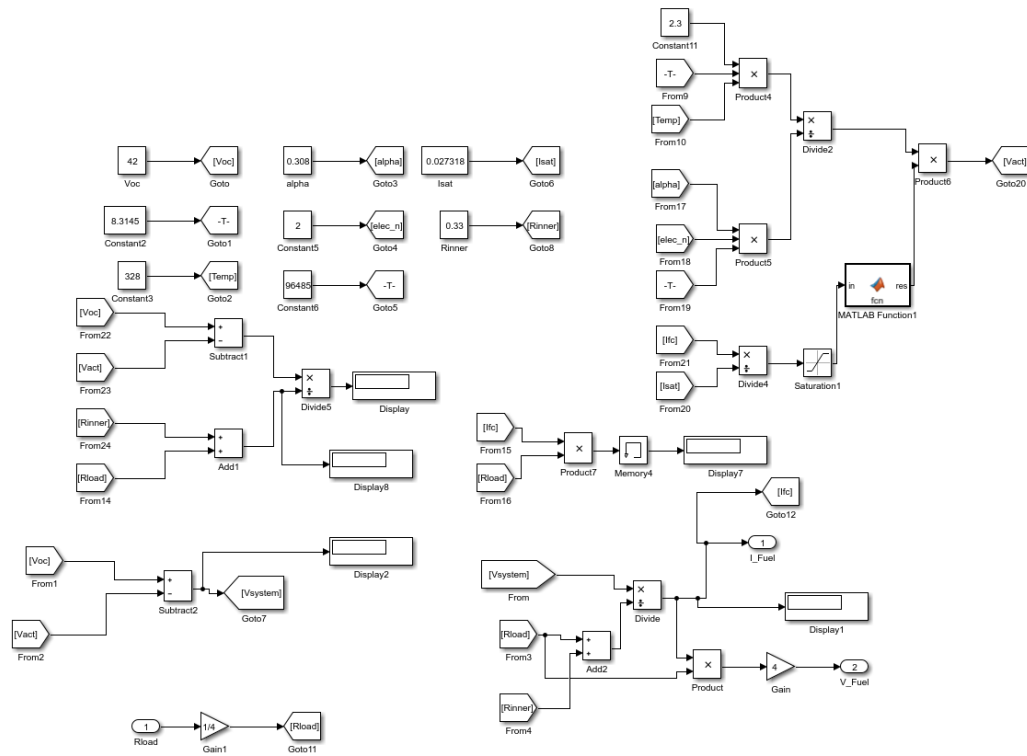 2.3
Constant11
-T-
From9
[Temp]
From10
×
Product4
×
÷
Divide2
×
Product6
[Vact]
Goto20
42
Voc
[Voc]
Goto
0.308
alpha
[alpha]
Goto3
0.027318
Isat
[Isat]
Goto6
8.3145
Constant2
-T-
Goto1
2
Constant5
[elec_n]
Goto4
0.33
Rinner
[Rinner]
Goto8
328
Constant3
[Temp]
Goto2
96485
Constant6
-T-
Goto5
[alpha]
From17
[elec_n]
From18
-T-
From19
×
Product5
in
fcn
res
MATLAB Function1
[Ifc]
From21
[Isat]
From20
×
÷
Divide4
Saturation1
[Voc]
From22
[Vact]
From23
+
−
Subtract1
×
÷
Divide5
Display
[Rinner]
From24
[Rload]
From14
+
+
Add1
Display8
[Ifc]
From15
[Rload]
From16
×
Product7
Memory4
Display7
[Ifc]
Goto12
1
I_Fuel
[Voc]
From1
[Vact]
From2
+
−
Subtract2
Display2
[Vsystem]
Goto7
[Vsystem]
From
×
÷
Divide
Display1
[Rload]
From3
[Rinner]
From4
+
+
Add2
×
Product
4
Gain
2
V_Fuel
1
Rload
1/4
Gain1
[Rload]
Goto11